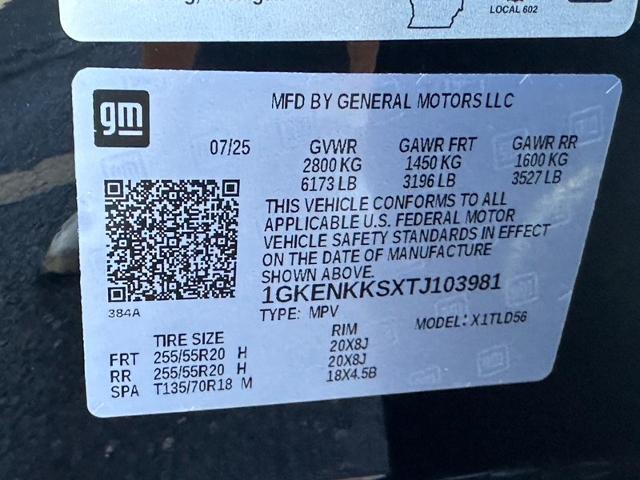 LOCAL 602
gm
MFD BY GENERAL MOTORS LLC
07/25 GVWR GAWR FRT GAWR RR
2800 KG 1450 KG 1600 KG
6173 LB 3196 LB 3527 LB
THIS VEHICLE CONFORMS TO ALL
APPLICABLE U.S. FEDERAL MOTOR
VEHICLE SAFETY STANDARDS IN EFFECT
ON THE DATE OF MANUFACTURE
SHOWN ABOVE.
1GKENKKSXTJ103981
384A
TYPE: MPV MODEL: X1TLD56
TIRE SIZE RIM
FRT 255/55R20 H 20X8J
RR 255/55R20 H 20X8J
SPA T135/70R18 M 18X4.5B